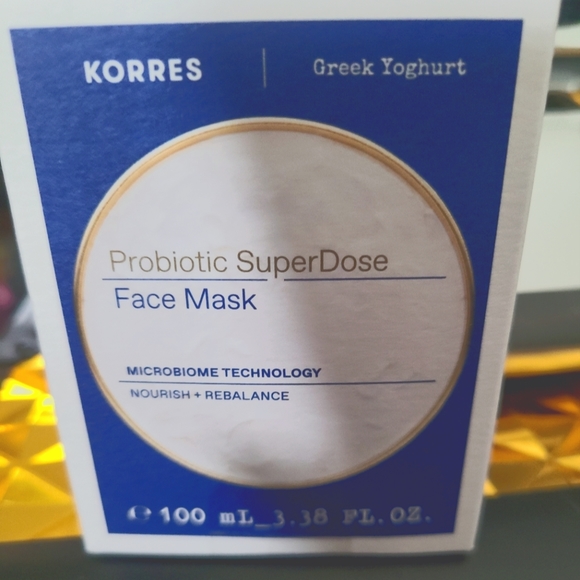 KORRES | Greek Yoghurt
Probiotic SuperDose
Face Mask
MICROBIOME TECHNOLOGY
NOURISH + REBALANCE
℮ 100 mL_3.38 FL.OZ.